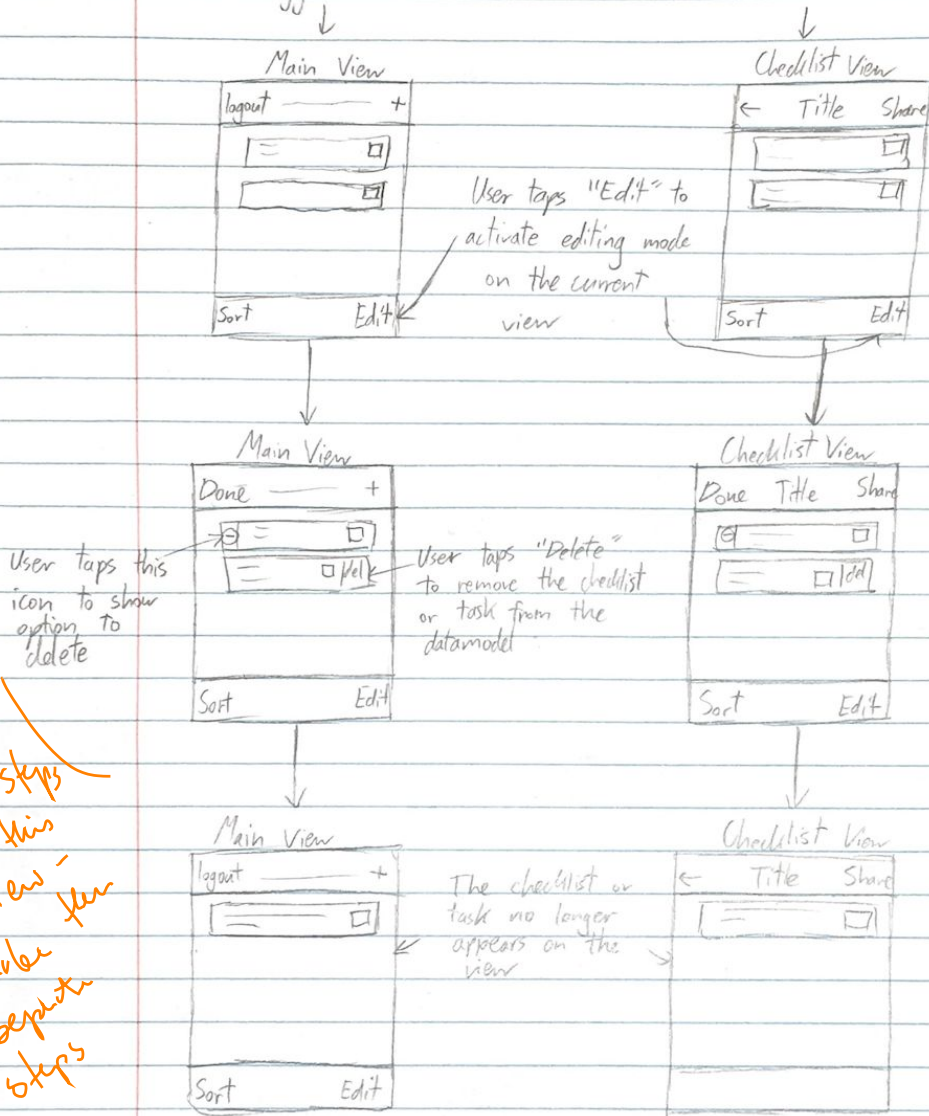 Main View
logout +
Sort Edit
Checklist View
← Title Share
Sort Edit
User taps "Edit" to
activate editing mode
on the current
view
Main View
Done +
Del
Sort Edit
User taps this
icon to show
option to
delete
User taps "Delete"
to remove the checklist
or task from the
datamodel
Checklist View
Done Title Share
del
Sort Edit
steps
this
steps
Main View
logout +
Sort Edit
The checklist or
task no longer
appears on the
view
Checklist View
← Title Share